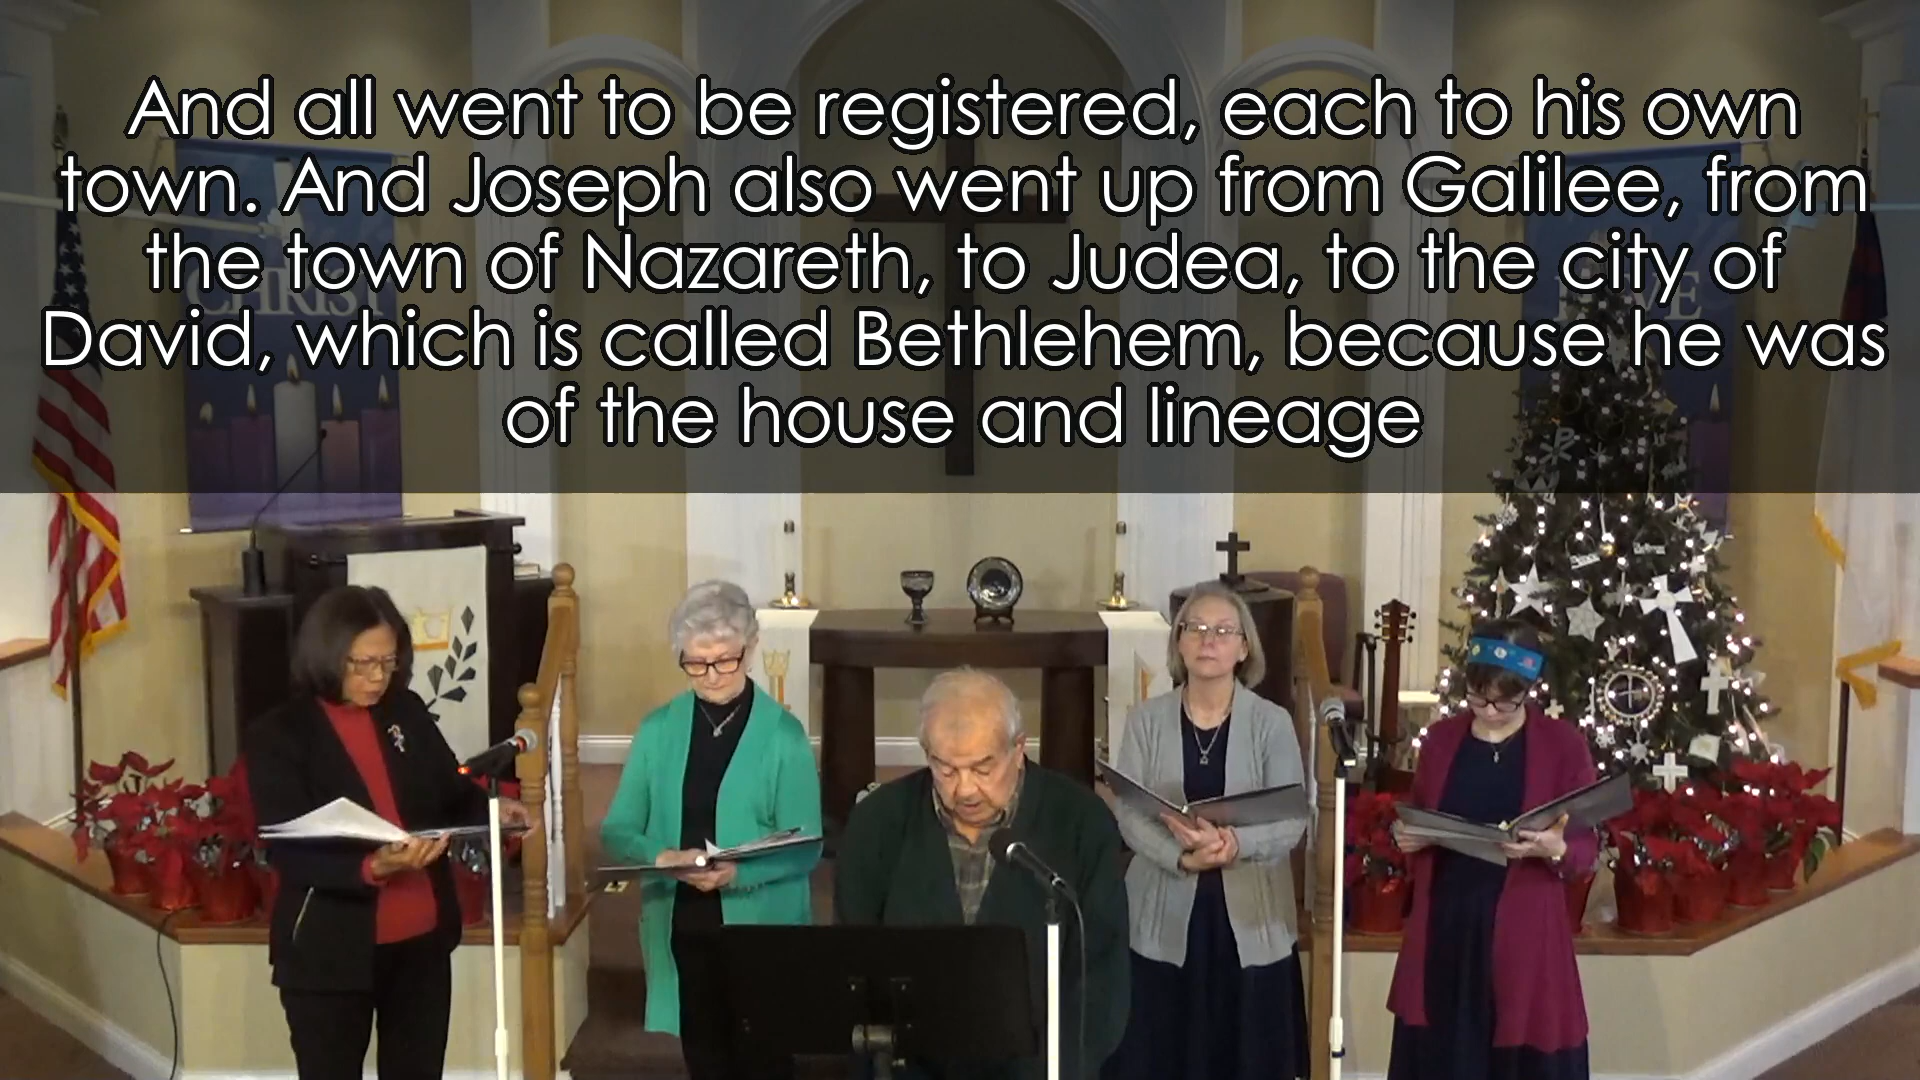 And all went to be registered, each to his own
town. And Joseph also went up from Galilee, from
the town of Nazareth, to Judea, to the city of
David, which is called Bethlehem, because he was
of the house and lineage
CHRIST